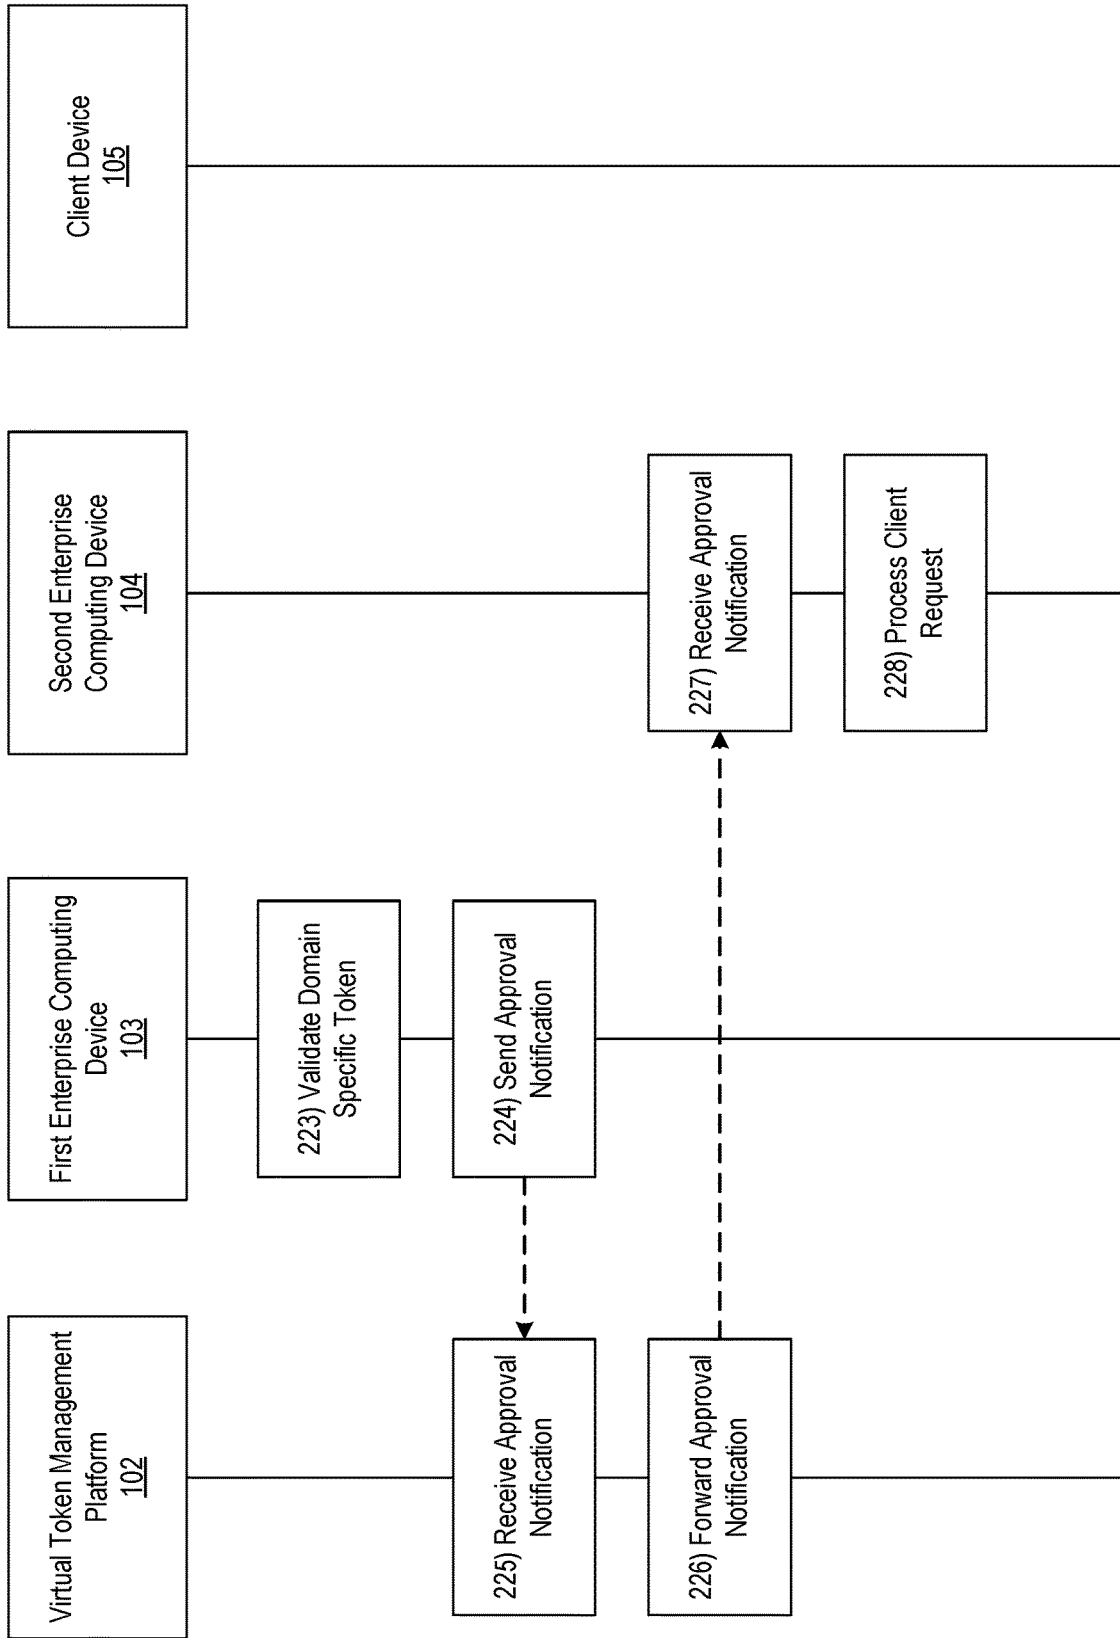 Virtual Token Management
Platform
102
First Enterprise Computing
Device
103
Second Enterprise
Computing Device
104
Client Device
105
223) Validate Domain
Specific Token
224) Send Approval
Notification
225) Receive Approval
Notification
226) Forward Approval
Notification
227) Receive Approval
Notification
228) Process Client
Request